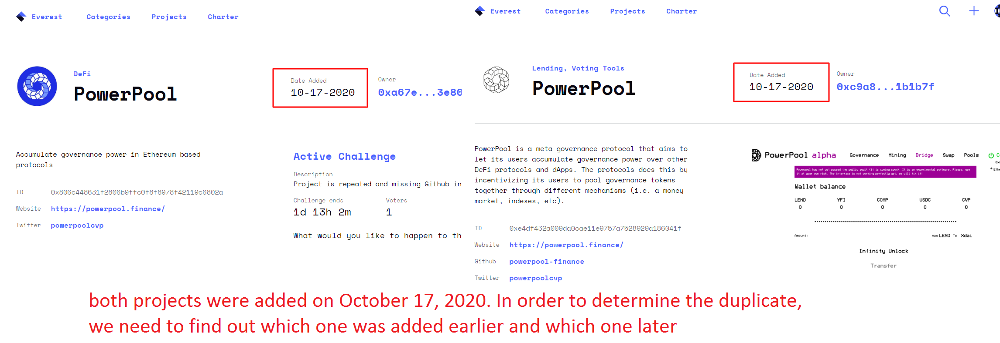 Everest Categories Projects Charter
DeFi
PowerPool
Date Added
10-17-2020
Owner
0xa67e...3e80
Accumulate governance power in Ethereum based
protocols
ID 0x806c448631f2806b9ffc0f8f8978f42119c6802a
Website https://powerpool.finance/
Twitter powerpoolcvp
Active Challenge
Description
Project is repeated and missing Github in
Challenge ends Voters
1d 13h 2m 1
What would you like to happen to th
Everest Categories Projects Charter
Lending, Voting Tools
PowerPool
Date Added
10-17-2020
Owner
0xc9a8...1b1b7f
PowerPool is a meta governance protocol that aims to
let its users accumulate governance power over other
DeFi protocols and dApps. The protocols does this by
incentivizing its users to pool governance tokens
together through different mechanisms (i.e. a money
market, indexes, etc).
ID 0xe4df432a009da0cae11e9757a7528929a186041f
Website https://powerpool.finance/
Github powerpool-finance
Twitter powerpoolcvp
PowerPool alpha Governance Mining Bridge Swap Pools
Powerpool has not yet passed the public audit (it is coming soon). It is an experimental software. Please, use
it at your own risk. The interface is not working perfectly yet, we will fix it!
Wallet balance
LEND YFI COMP USDC CVP
0 0 0 0 0
Amount: max LEND To Xdai
Infinity Unlock
Transfer
both projects were added on October 17, 2020. In order to determine the duplicate,
we need to find out which one was added earlier and which one later